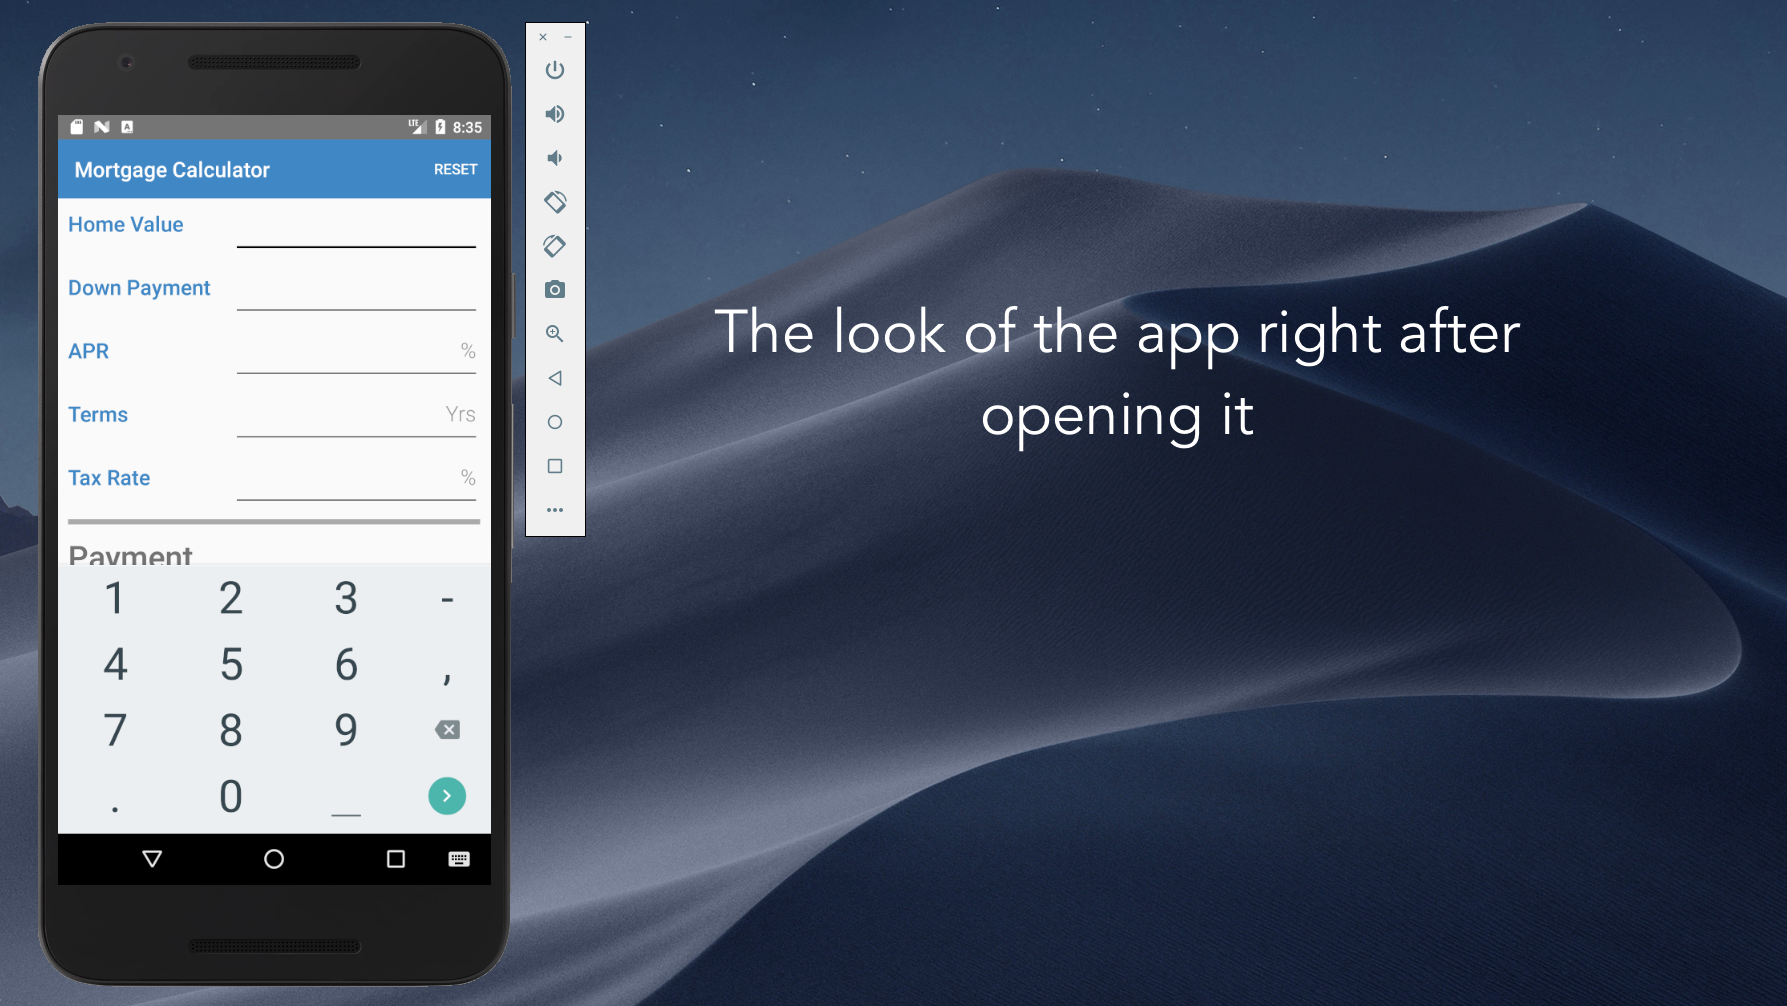 LTE 8:35
Mortgage Calculator RESET
Home Value
Down Payment
APR %
Terms Yrs
Tax Rate %
Payment
1 2 3 -
4 5 6 ,
7 8 9
. 0 _
The look of the app right after
opening it